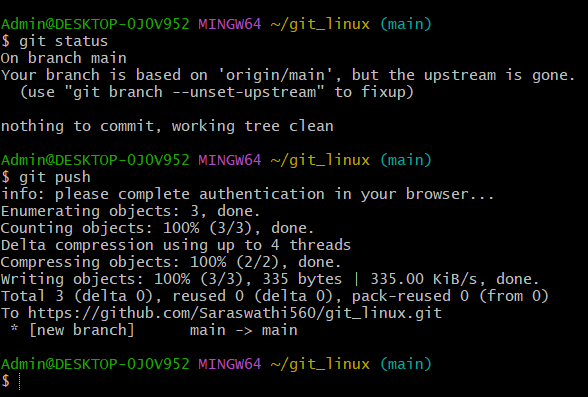 Admin@DESKTOP-0J0V952 MINGW64 ~/git_linux (main)
$ git status
On branch main
Your branch is based on 'origin/main', but the upstream is gone.
  (use "git branch --unset-upstream" to fixup)

nothing to commit, working tree clean

Admin@DESKTOP-0J0V952 MINGW64 ~/git_linux (main)
$ git push
info: please complete authentication in your browser...
Enumerating objects: 3, done.
Counting objects: 100% (3/3), done.
Delta compression using up to 4 threads
Compressing objects: 100% (2/2), done.
Writing objects: 100% (3/3), 335 bytes | 335.00 KiB/s, done.
Total 3 (delta 0), reused 0 (delta 0), pack-reused 0 (from 0)
To https://github.com/Saraswathi560/git_linux.git
 * [new branch]      main -> main

Admin@DESKTOP-0J0V952 MINGW64 ~/git_linux (main)
$